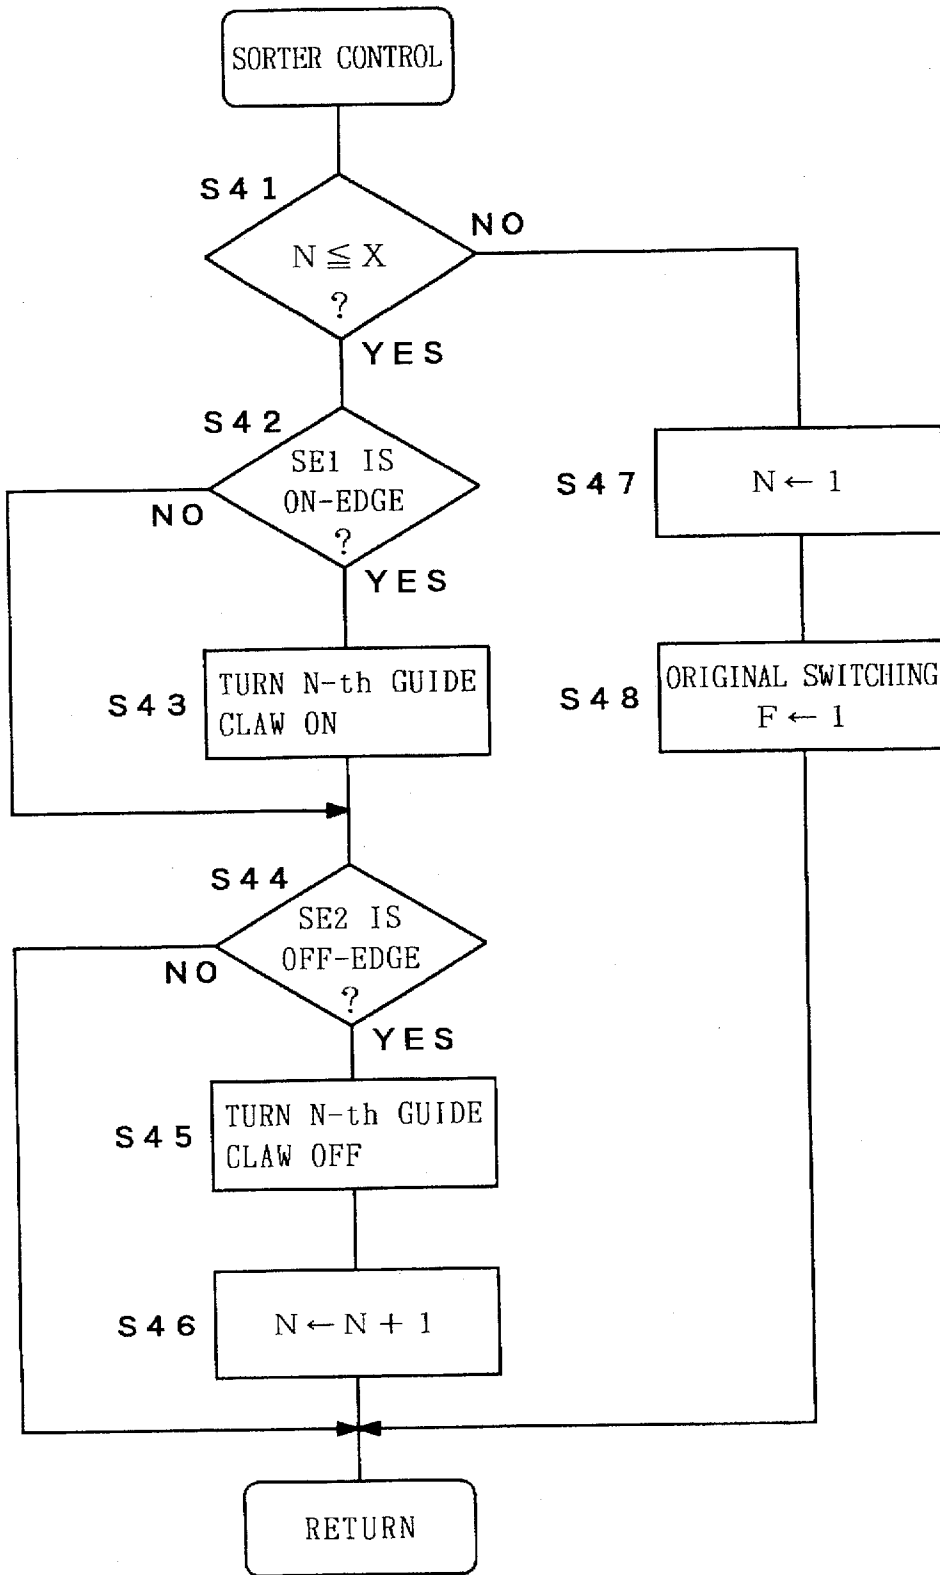 SORTER CONTROL
S41
N ≦ X
?
NO
YES
S42
SE1 IS
ON-EDGE
?
NO
YES
S47
N ← 1
S43
TURN N-th GUIDE
CLAW ON
S48
ORIGINAL SWITCHING
F ← 1
S44
SE2 IS
OFF-EDGE
?
NO
YES
S45
TURN N-th GUIDE
CLAW OFF
S46
N ← N + 1
RETURN